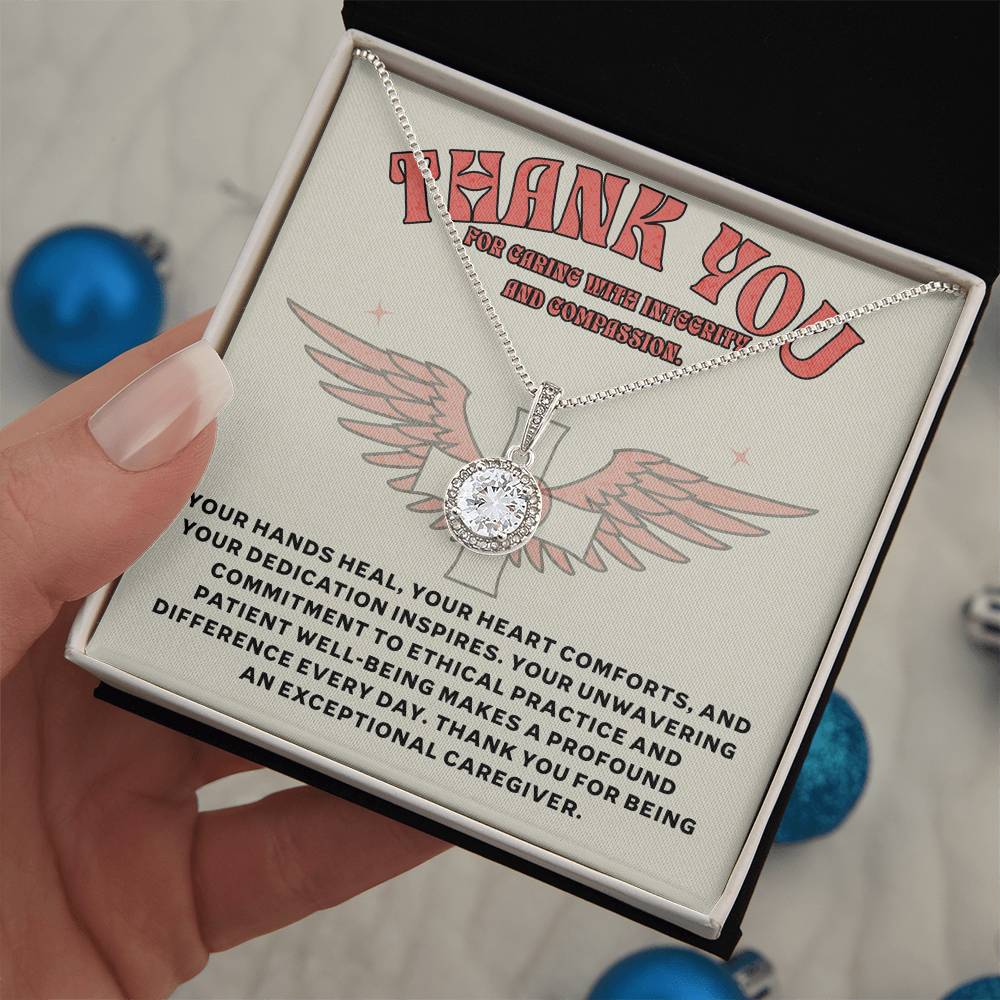 THANK YOU
FOR CARING WITH INTEGRITY
AND COMPASSION.
YOUR HANDS HEAL, YOUR HEART COMFORTS, AND
YOUR DEDICATION INSPIRES. YOUR UNWAVERING
COMMITMENT TO ETHICAL PRACTICE AND
PATIENT WELL-BEING MAKES A PROFOUND
DIFFERENCE EVERY DAY. THANK YOU FOR BEING
AN EXCEPTIONAL CAREGIVER.